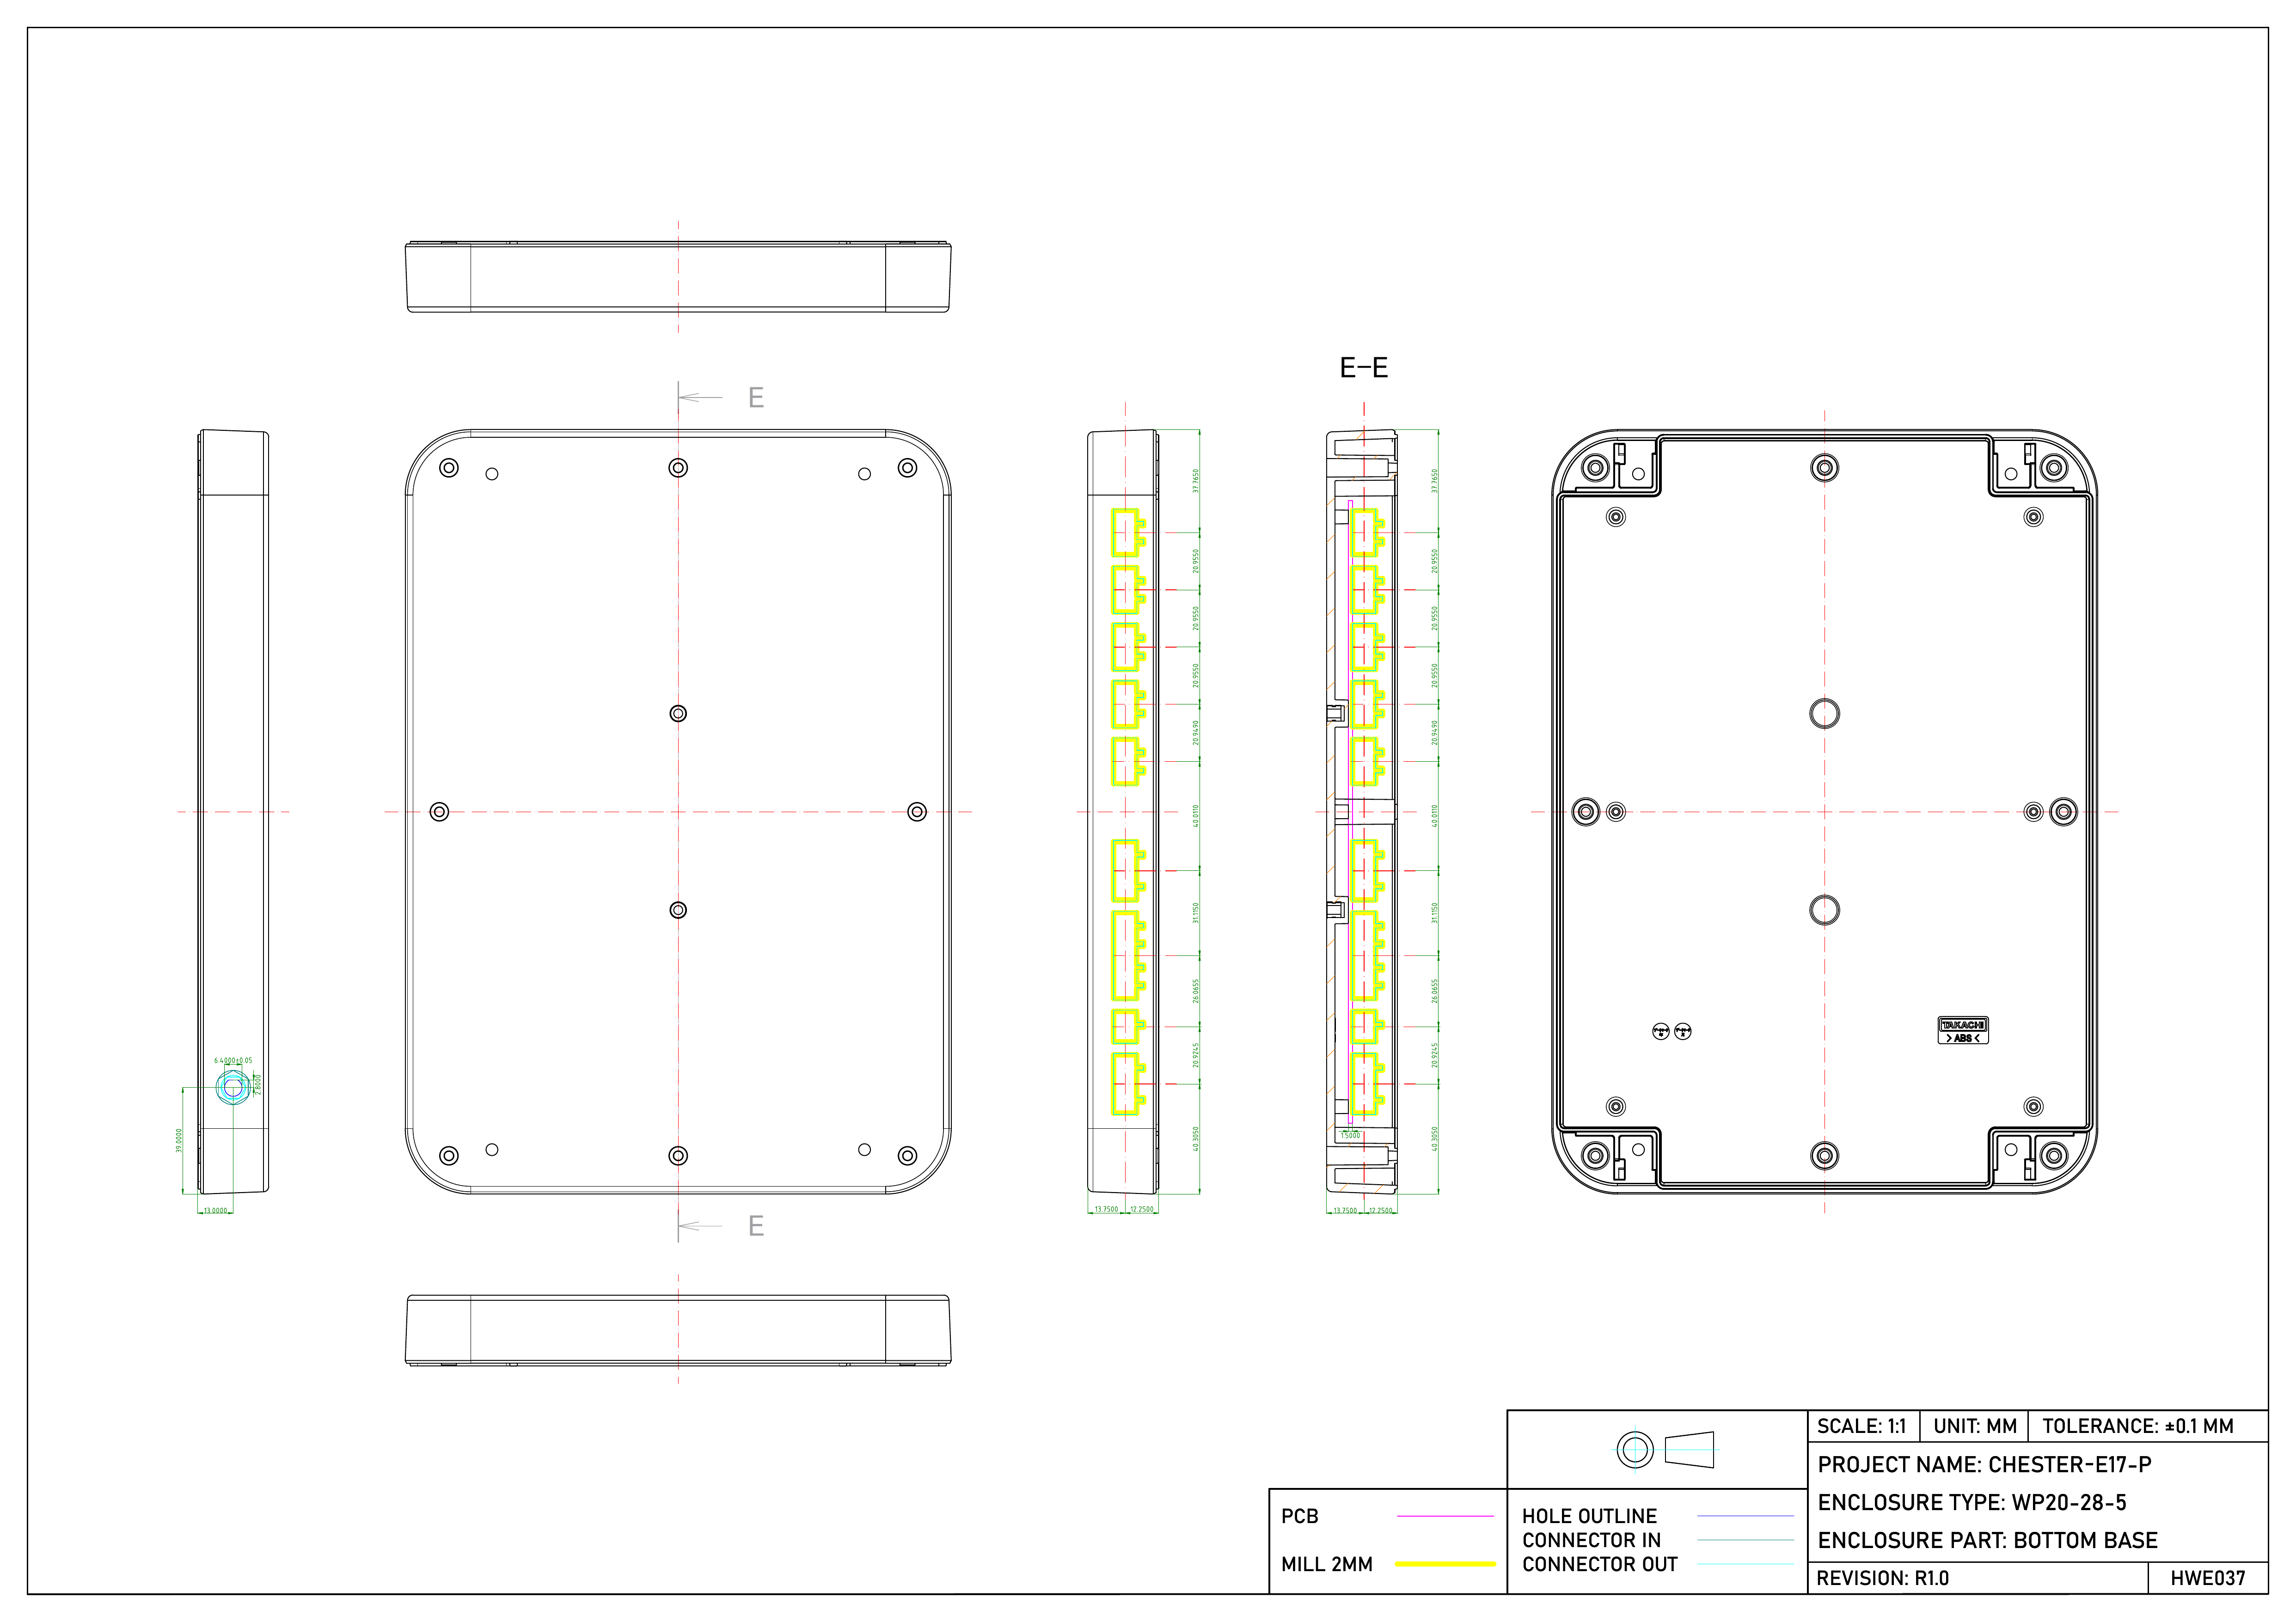 E-E
E
37.7650
20.9550
20.9550
20.9550
20.9490
40.0110
31.1150
26.0655
20.9245
40.3050
13.7500
12.2500
37.7650
20.9550
20.9550
20.9550
20.9490
40.0110
31.1150
26.0655
20.9245
40.3050
1.5000
13.7500
12.2500
6.4000±0.05
2.8000
39.0000
13.0000
TAKACHI
> ABS <
E
SCALE: 1:1
UNIT: MM
TOLERANCE: ±0.1 MM
PROJECT NAME: CHESTER-E17-P
ENCLOSURE TYPE: WP20-28-5
ENCLOSURE PART: BOTTOM BASE
REVISION: R1.0
HWE037
PCB
MILL 2MM
HOLE OUTLINE
CONNECTOR IN
CONNECTOR OUT